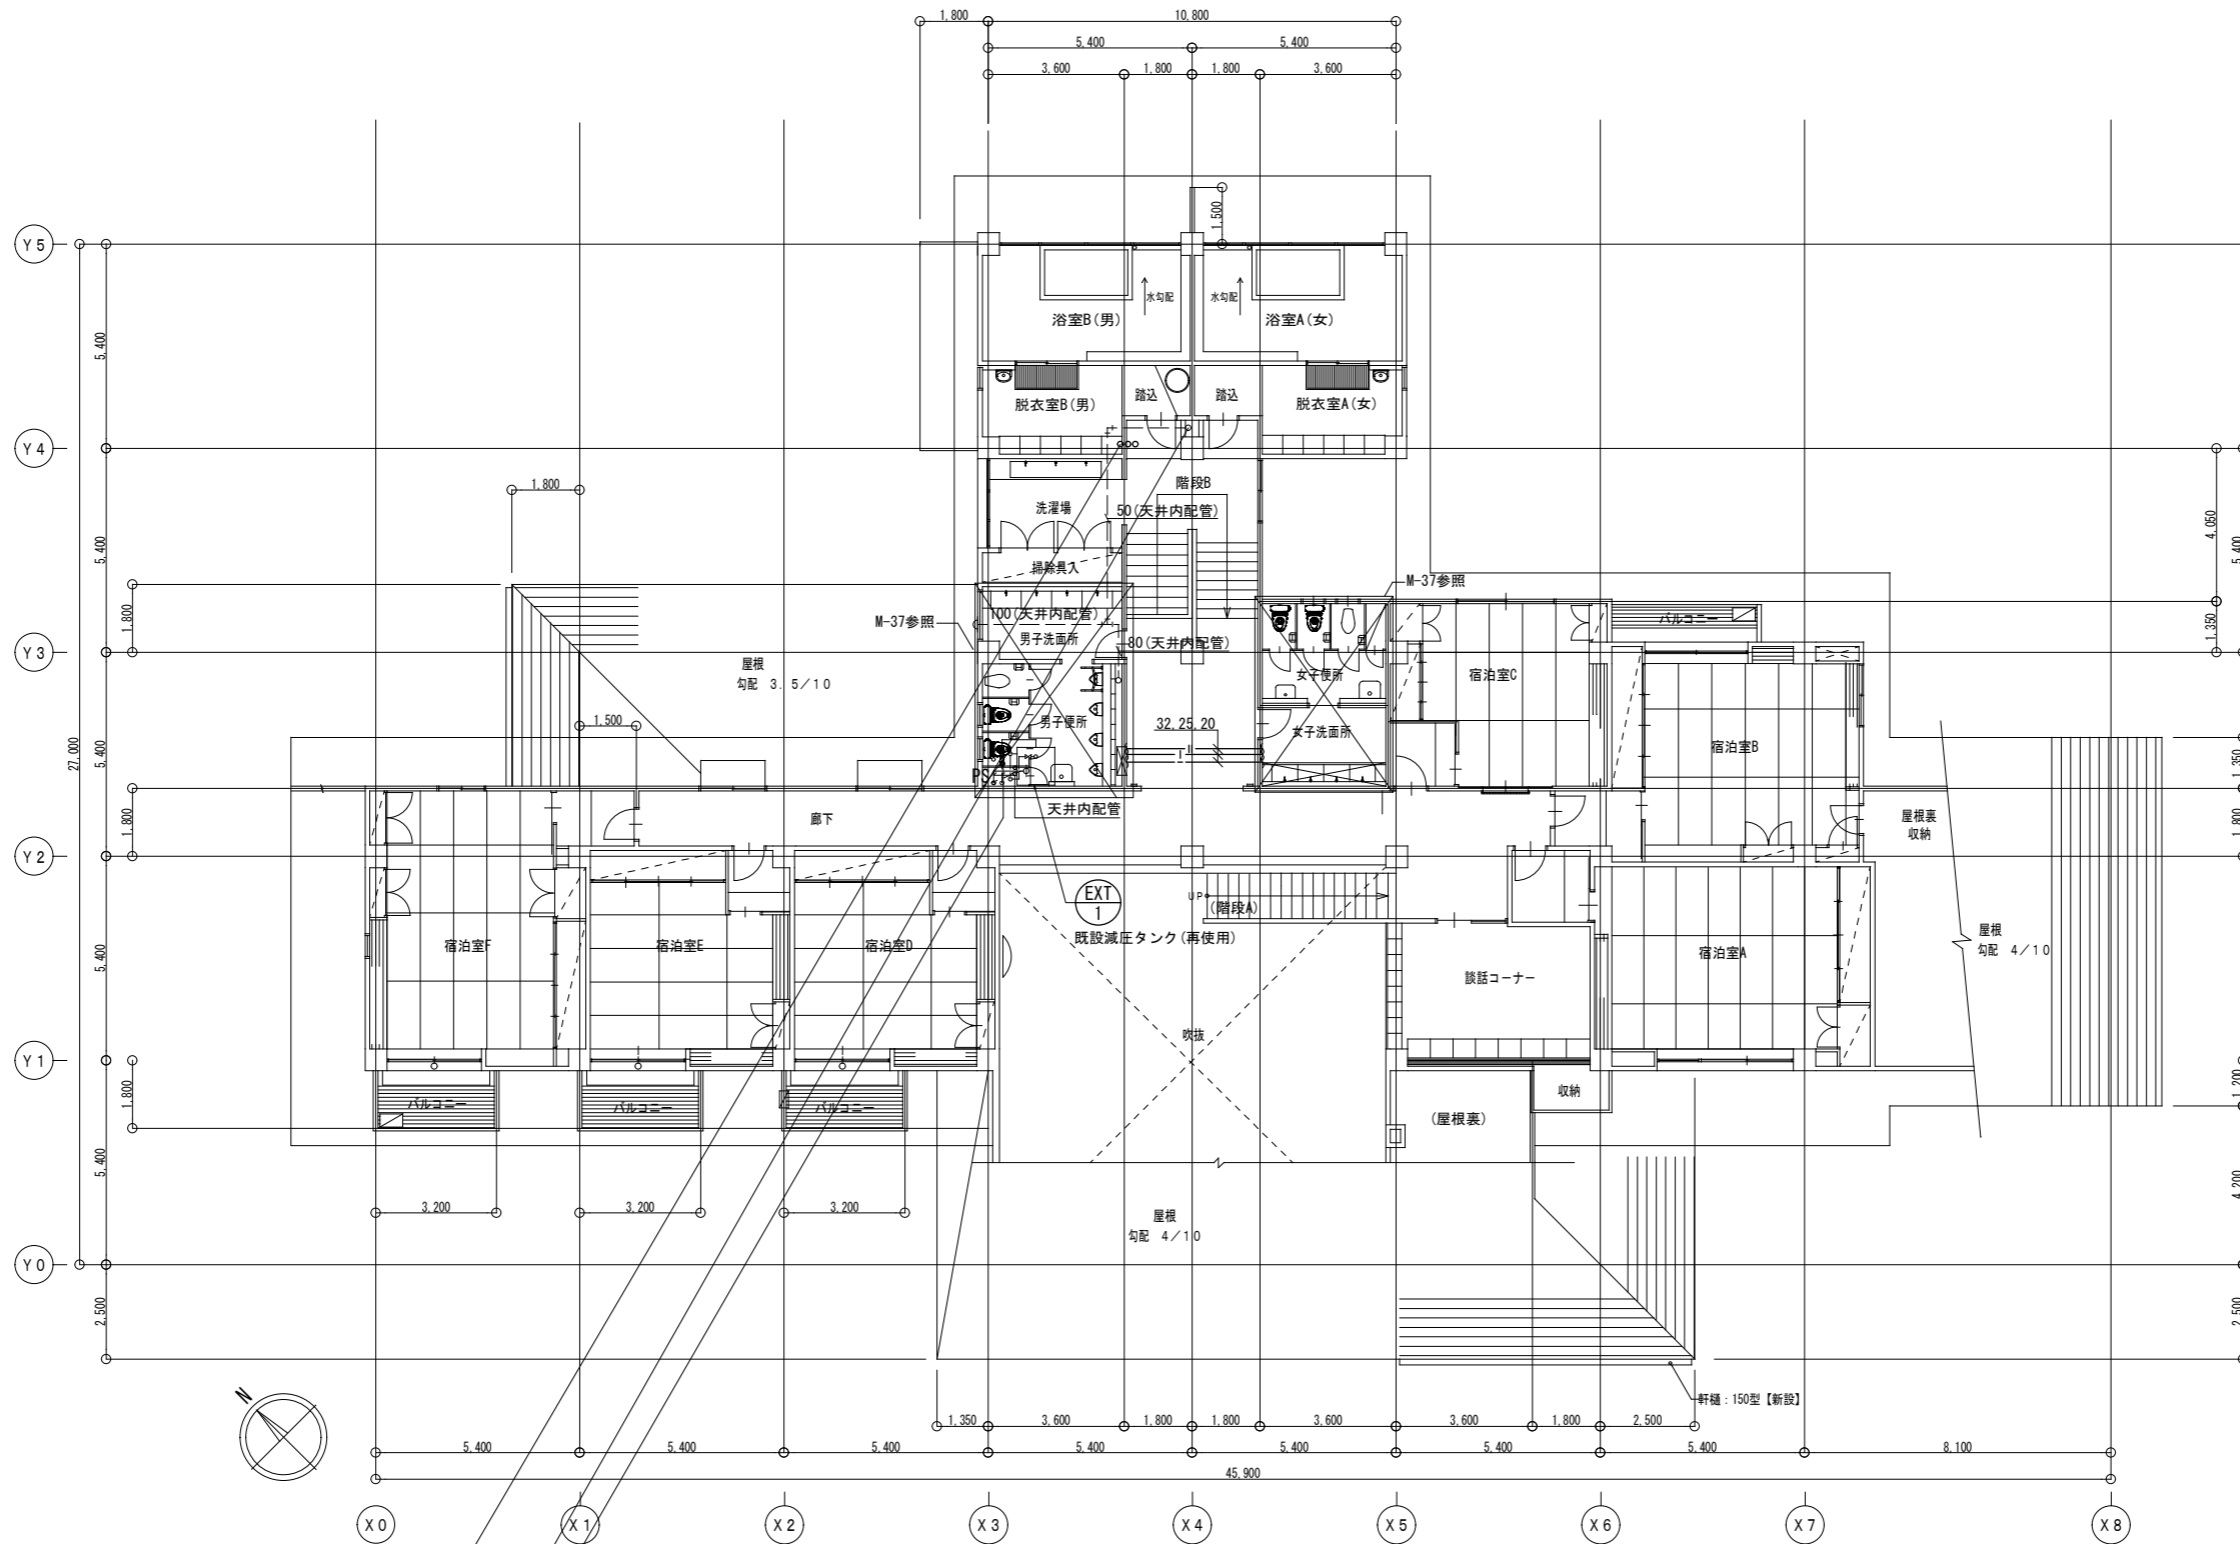 1,800
10,800
5,400
5,400
3,600
1,800
1,800
3,600
1,500
Y5
水勾配
水勾配
浴室B(男)
浴室A(女)
5,400
踏込
踏込
脱衣室B(男)
脱衣室A(女)
Y4
階段B
1,800
洗濯場
50(天井内配管)
4,050
5,400
5,400
掃除具入
M-37参照
1,800
100(天井内配管)
M-37参照
男子洗面所
80(天井内配管)
バルコニー
1,350
Y3
屋根
勾配 3.5/10
女子便所
宿泊室C
1,500
男子便所
32,25,20
女子洗面所
宿泊室B
27,000
5,400
1,350
PS
天井内配管
1,800
廊下
屋根裏
収納
1,800
Y2
EXT
1
UP
(階段A)
既設減圧タンク(再使用)
宿泊室F
宿泊室E
宿泊室D
宿泊室A
屋根
勾配 4/10
5,400
談話コーナー
吹抜
Y1
1,800
バルコニー
バルコニー
バルコニー
収納
1,200
(屋根裏)
5,400
4,200
3,200
3,200
3,200
屋根
勾配 4/10
Y0
2,500
2,500
N
軒樋:150型【新設】
1,350
3,600
1,800
1,800
3,600
3,600
1,800
2,500
5,400
5,400
5,400
5,400
5,400
5,400
5,400
8,100
45,900
X0
X1
X2
X3
X4
X5
X6
X7
X8